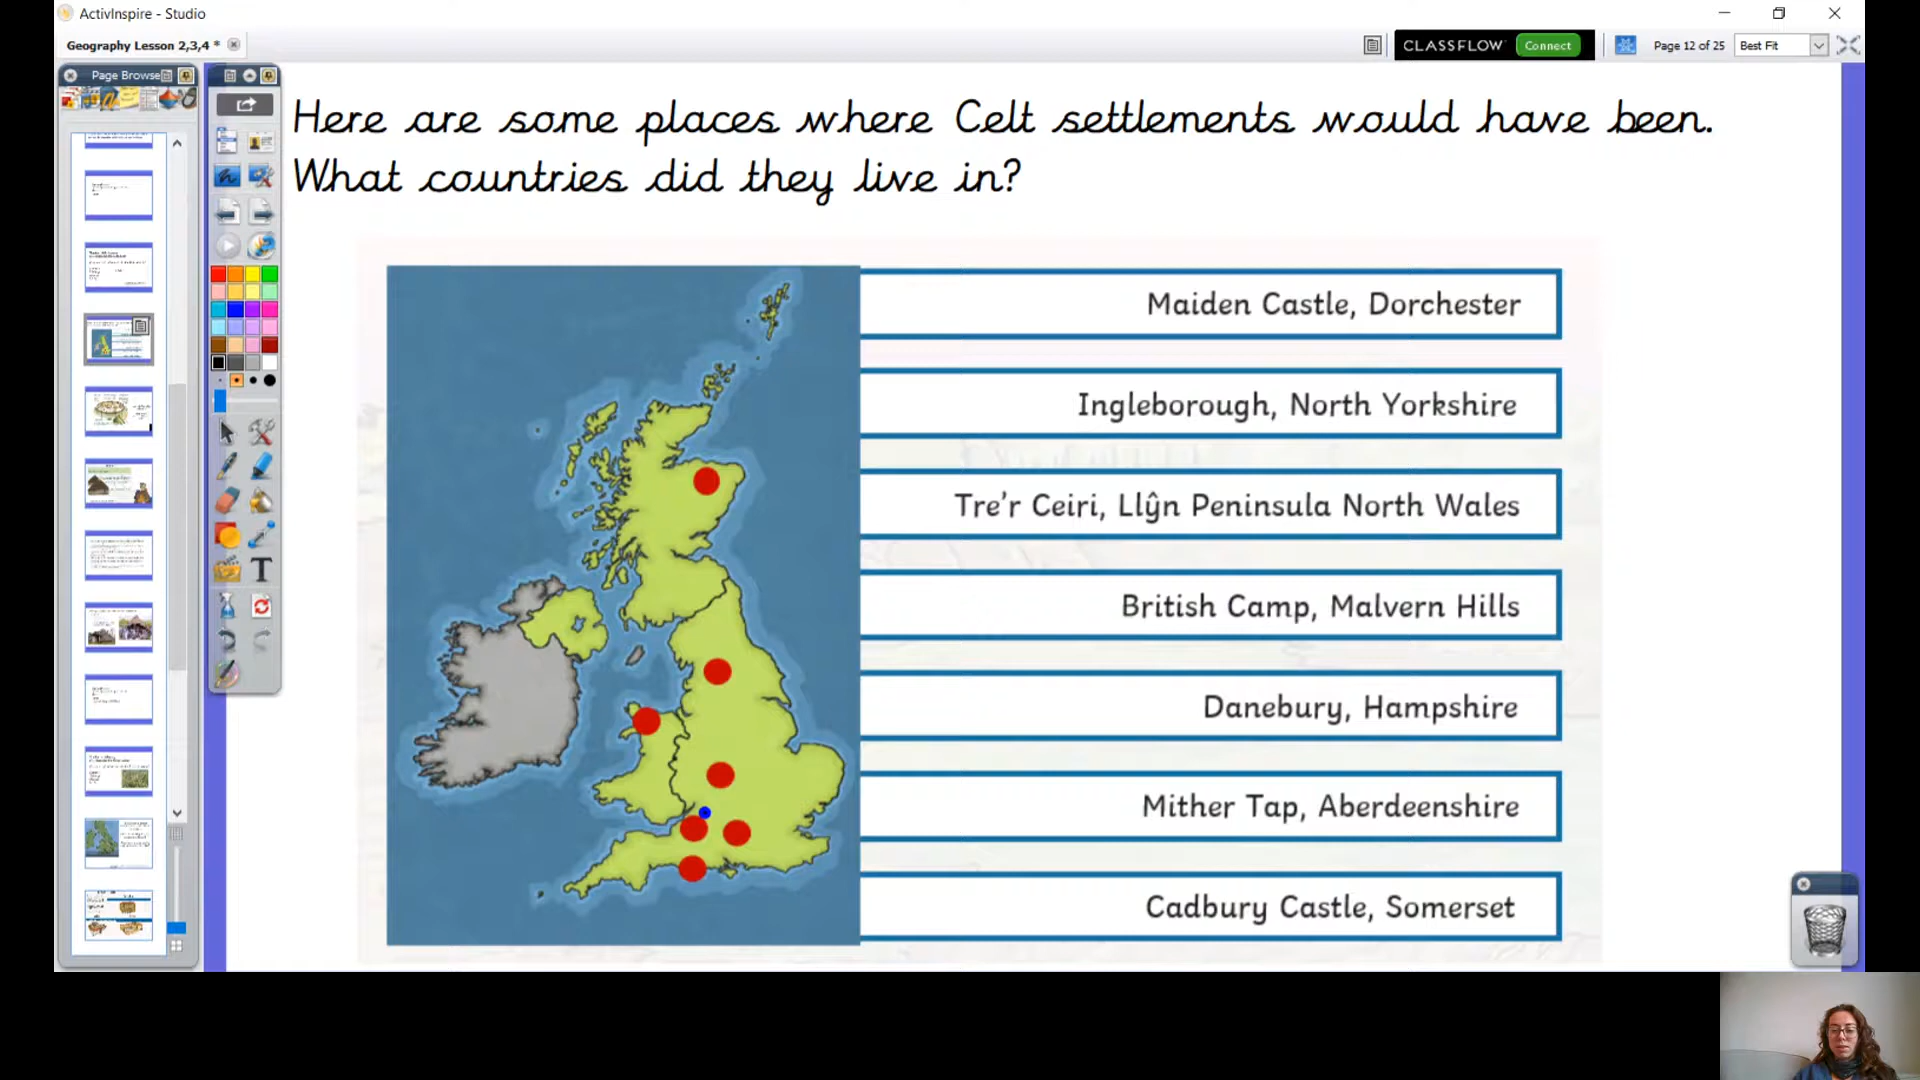 ActivInspire - Studio
Geography Lesson 2,3,4 *
CLASSFLOW
Connect
Page 12 of 25
Best Fit
Page Browse
Here are some places where Celt settlements would have been.
What countries did they live in?
Maiden Castle, Dorchester
Ingleborough, North Yorkshire
Tre'r Ceiri, Llŷn Peninsula North Wales
British Camp, Malvern Hills
Danebury, Hampshire
Mither Tap, Aberdeenshire
Cadbury Castle, Somerset